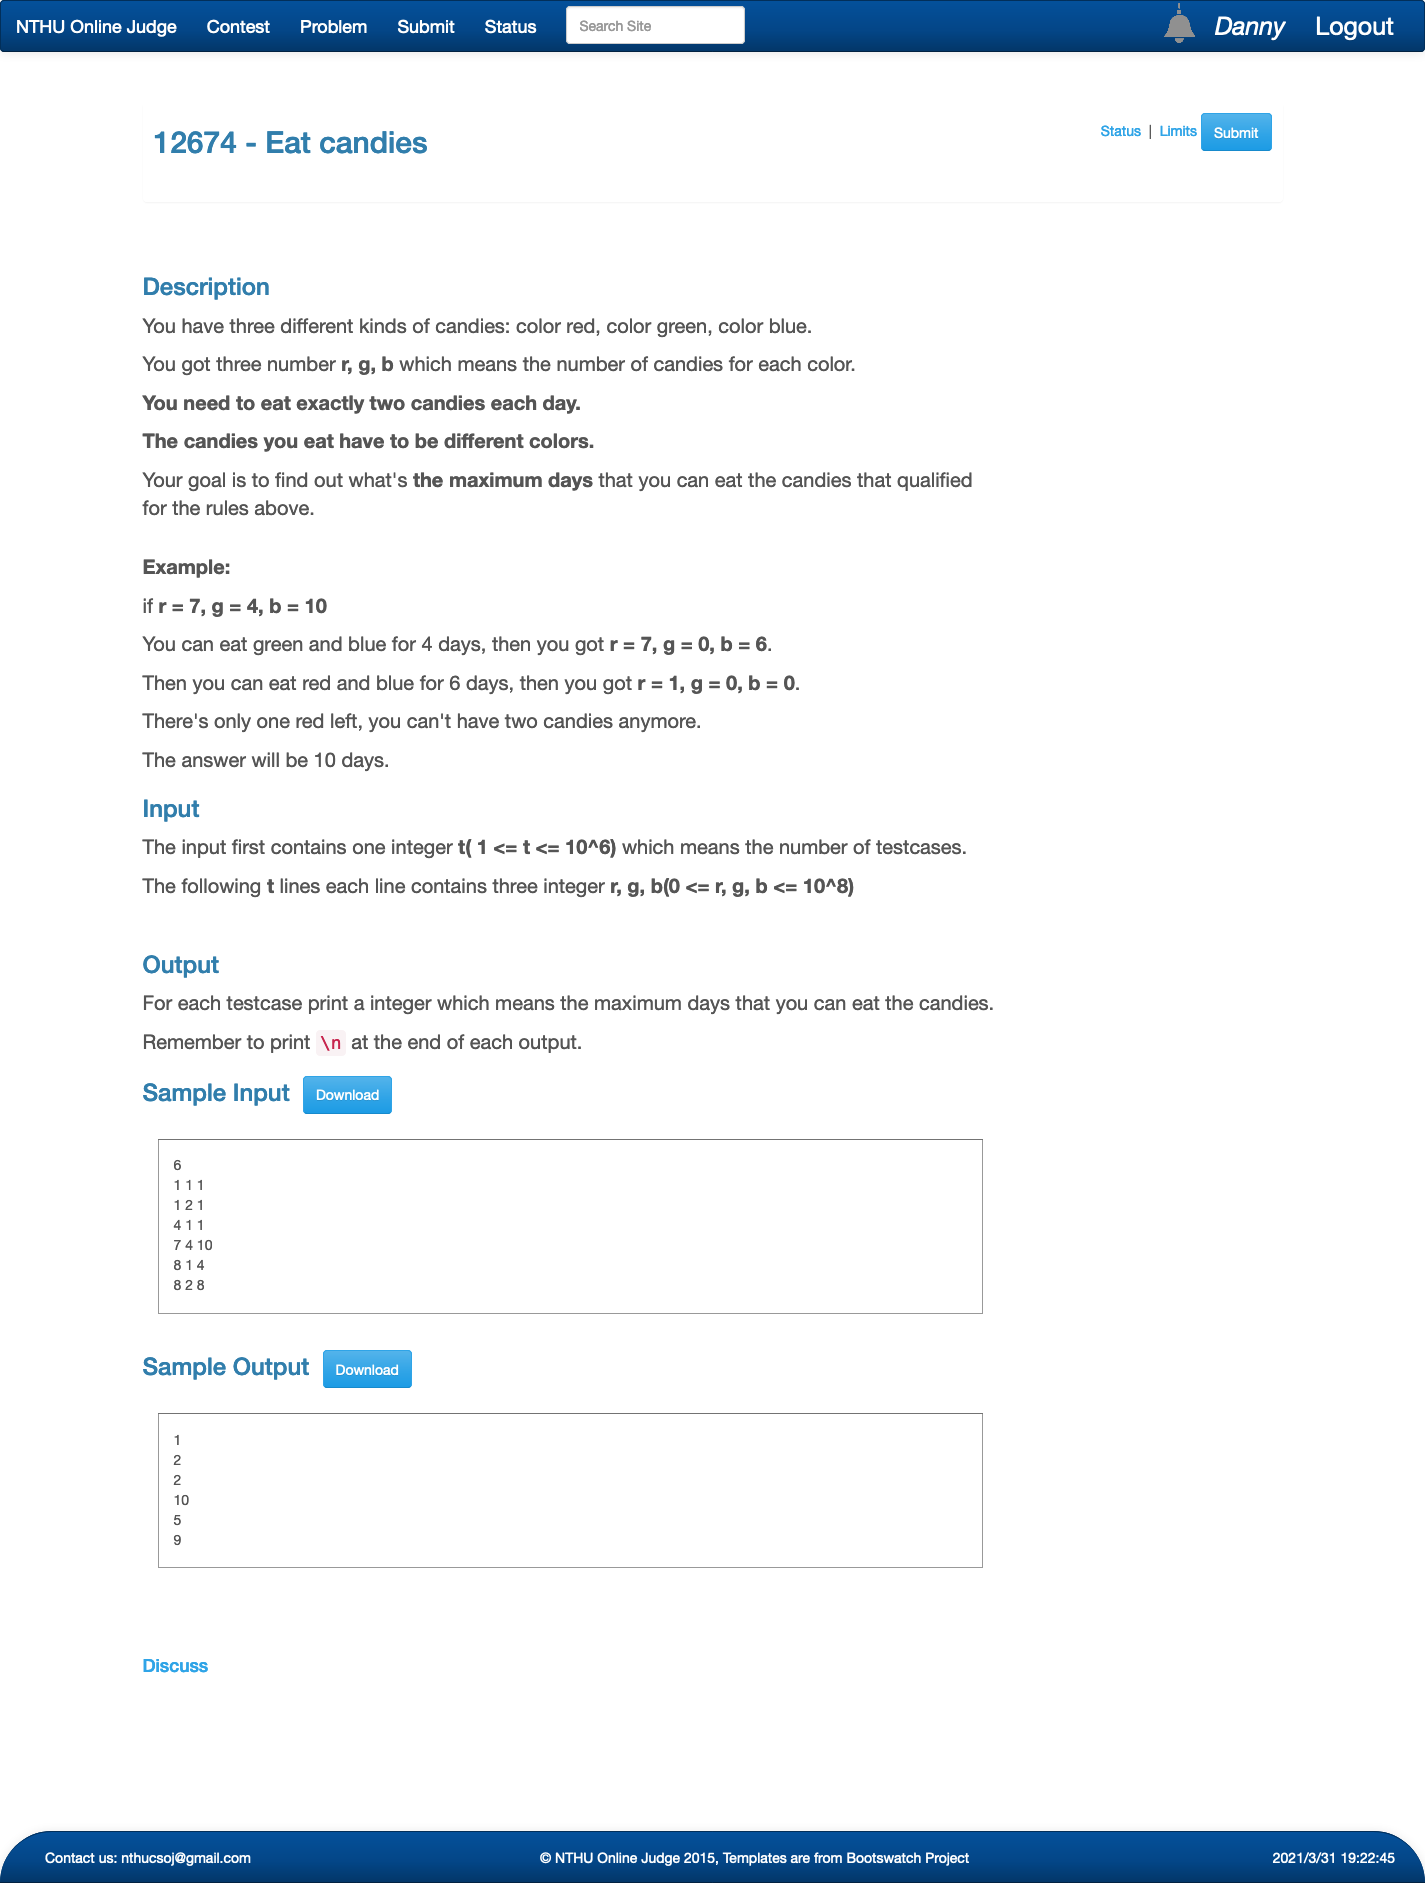 NTHU Online Judge Contest Problem Submit Status Search Site Danny Logout
12674 - Eat candies
Status | Limits Submit
Description
You have three different kinds of candies: color red, color green, color blue.
You got three number r, g, b which means the number of candies for each color.
You need to eat exactly two candies each day.
The candies you eat have to be different colors.
Your goal is to find out what's the maximum days that you can eat the candies that qualified
for the rules above.
Example:
if r = 7, g = 4, b = 10
You can eat green and blue for 4 days, then you got r = 7, g = 0, b = 6.
Then you can eat red and blue for 6 days, then you got r = 1, g = 0, b = 0.
There's only one red left, you can't have two candies anymore.
The answer will be 10 days.
Input
The input first contains one integer t( 1 <= t <= 10^6) which means the number of testcases.
The following t lines each line contains three integer r, g, b(0 <= r, g, b <= 10^8)
Output
For each testcase print a integer which means the maximum days that you can eat the candies.
Remember to print \n at the end of each output.
Sample Input Download
6
1 1 1
1 2 1
4 1 1
7 4 10
8 1 4
8 2 8
Sample Output Download
1
2
2
10
5
9
Discuss
Contact us: nthucsoj@gmail.com © NTHU Online Judge 2015, Templates are from Bootswatch Project 2021/3/31 19:22:45